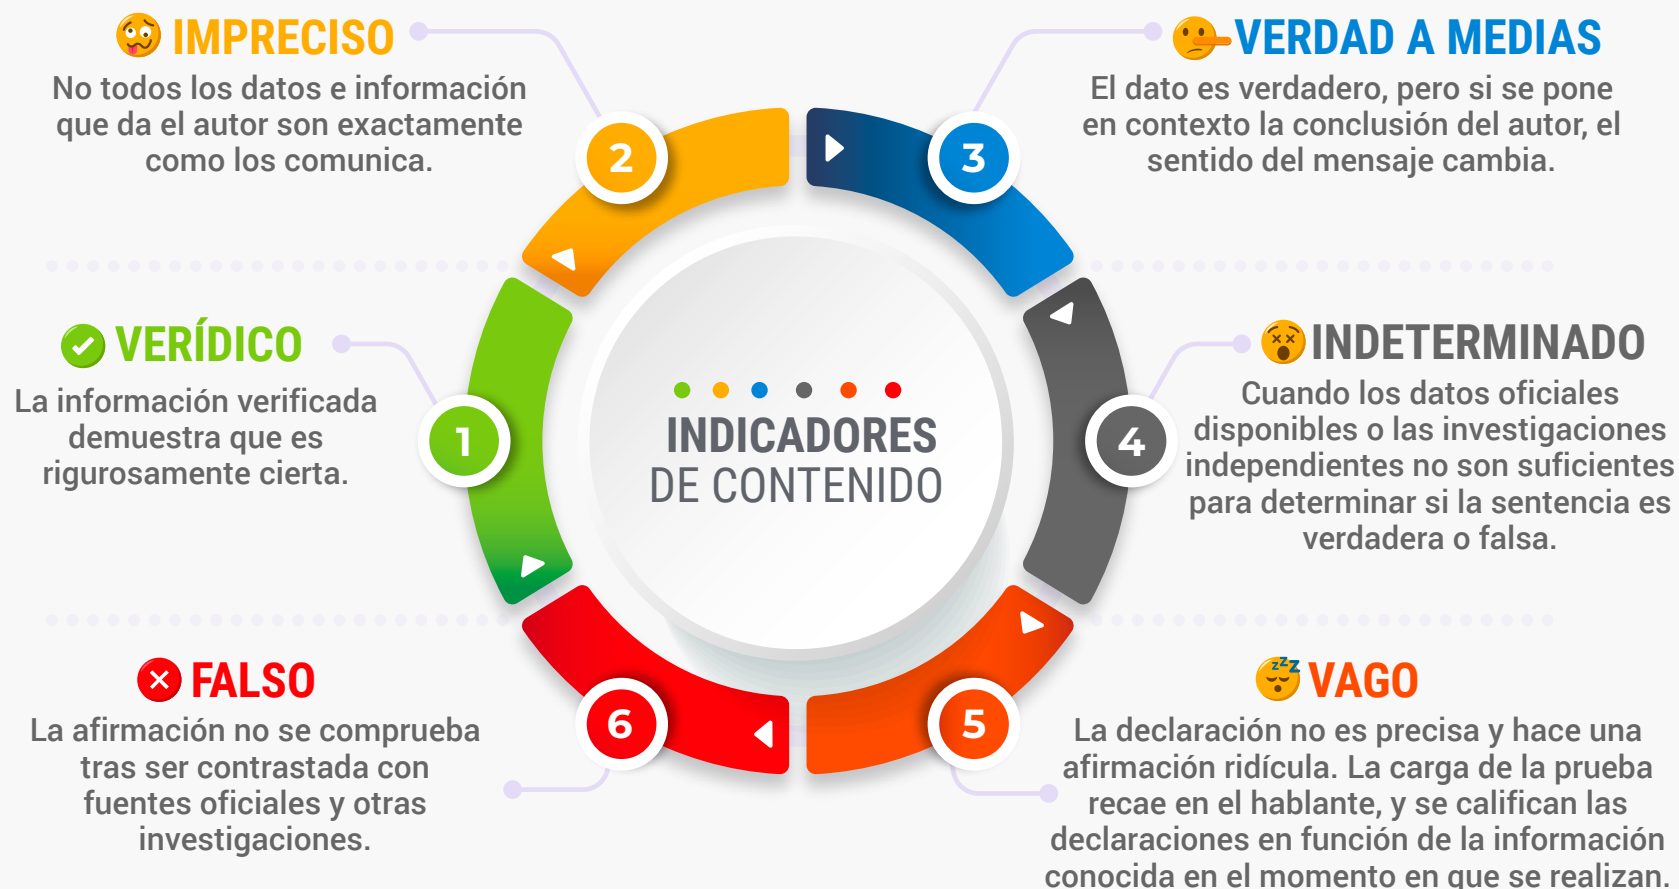 IMPRECISO
No todos los datos e información
que da el autor son exactamente
como los comunica.
2
VERDAD A MEDIAS
El dato es verdadero, pero si se pone
en contexto la conclusión del autor, el
sentido del mensaje cambia.
3
VERÍDICO
La información verificada
demuestra que es
rigurosamente cierta.
1
INDICADORES
DE CONTENIDO
INDETERMINADO
Cuando los datos oficiales
disponibles o las investigaciones
independientes no son suficientes
para determinar si la sentencia es
verdadera o falsa.
4
FALSO
La afirmación no se comprueba
tras ser contrastada con
fuentes oficiales y otras
investigaciones.
6
zzZ
VAGO
La declaración no es precisa y hace una
afirmación ridícula. La carga de la prueba
recae en el hablante, y se califican las
declaraciones en función de la información
conocida en el momento en que se realizan.
5